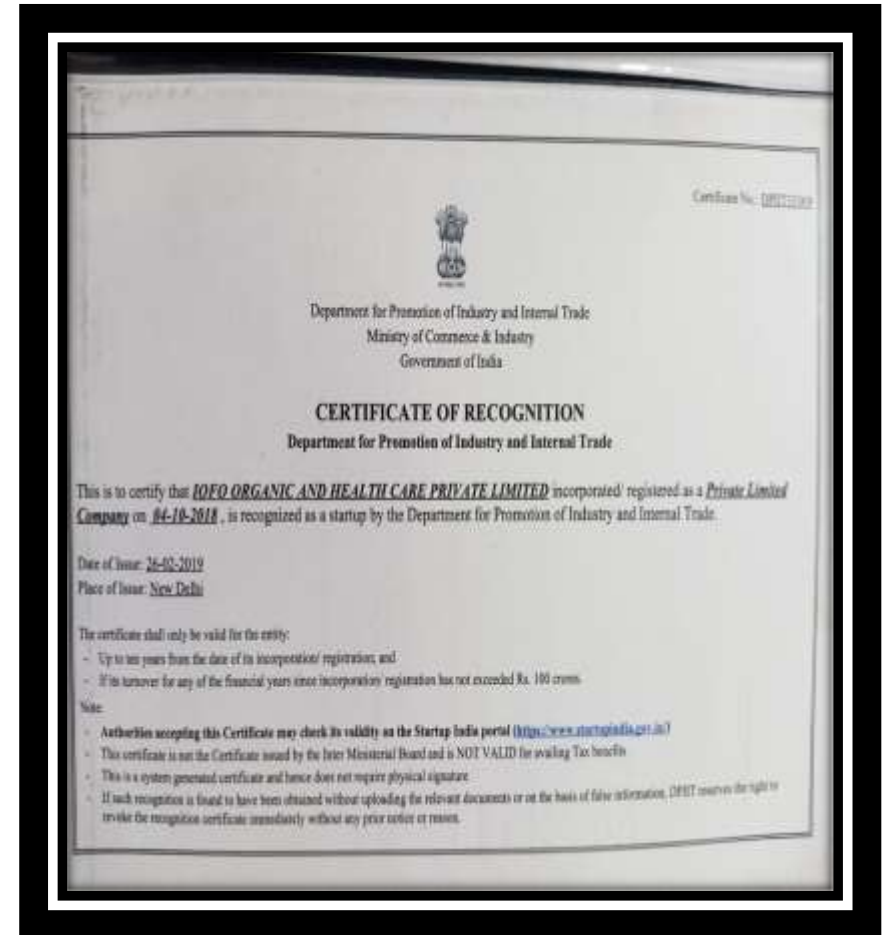 Certificate No.:
Department for Promotion of Industry and Internal Trade
Ministry of Commerce & Industry
Government of India
CERTIFICATE OF RECOGNITION
Department for Promotion of Industry and Internal Trade
This is to certify that IOFO ORGANIC AND HEALTH CARE PRIVATE LIMITED incorporated/ registered as a Private Limited
Company on 04-10-2018 , is recognized as a startup by the Department for Promotion of Industry and Internal Trade.
Date of Issue: 26-02-2019
Place of Issue: New Delhi
The certificate shall only be valid for the entity:
- Up to ten years from the date of its incorporation/ registration; and
- If its turnover for any of the financial years since incorporation/ registration has not exceeded Rs. 100 crores
Note:
- Authorities accepting this Certificate may check its validity on the Startup India portal (https://www.startupindia.gov.in/)
- This certificate is not the Certificate issued by the Inter Ministerial Board and is NOT VALID for availing Tax benefits
- This is a system generated certificate and hence does not require physical signature
- If such recognition is found to have been obtained without uploading the relevant documents or on the basis of false information, DPIIT reserves the right to
revoke the recognition certificate immediately without any prior notice or reason.